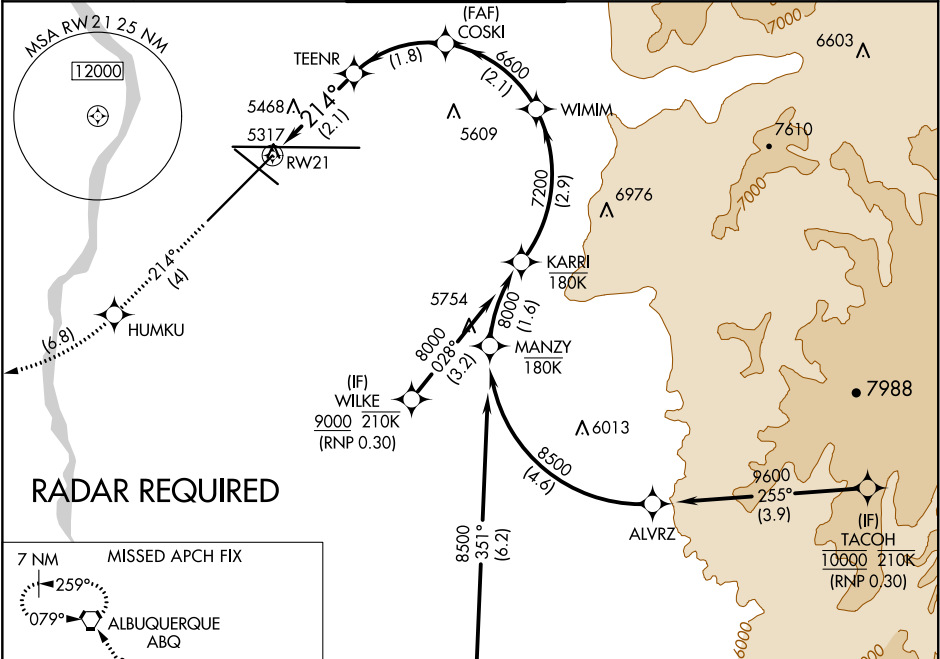 MSA RW 21 25 NM
12000
(FAF)
COSKI
TEENR
(1.8)
6600
(2.1)
WIMIM
6603
5468
214°
(2.1)
5317
RW21
5609
7610
7000
7200
(2.9)
6976
214°
(4)
HUMKU
(6.8)
KARRI
180K
5754
8000
(1.6)
MANZY
180K
8000
028°
(3.2)
(IF)
WILKE
9000 210K
(RNP 0.30)
7000
7988
6013
8500
(4.6)
RADAR REQUIRED
9600
255°
(3.9)
ALVRZ
(IF)
TACOH
10000 210K
(RNP 0.30)
8500
351°
(6.2)
MISSED APCH FIX
7 NM
259°
079°
ALBUQUERQUE
ABQ
6000